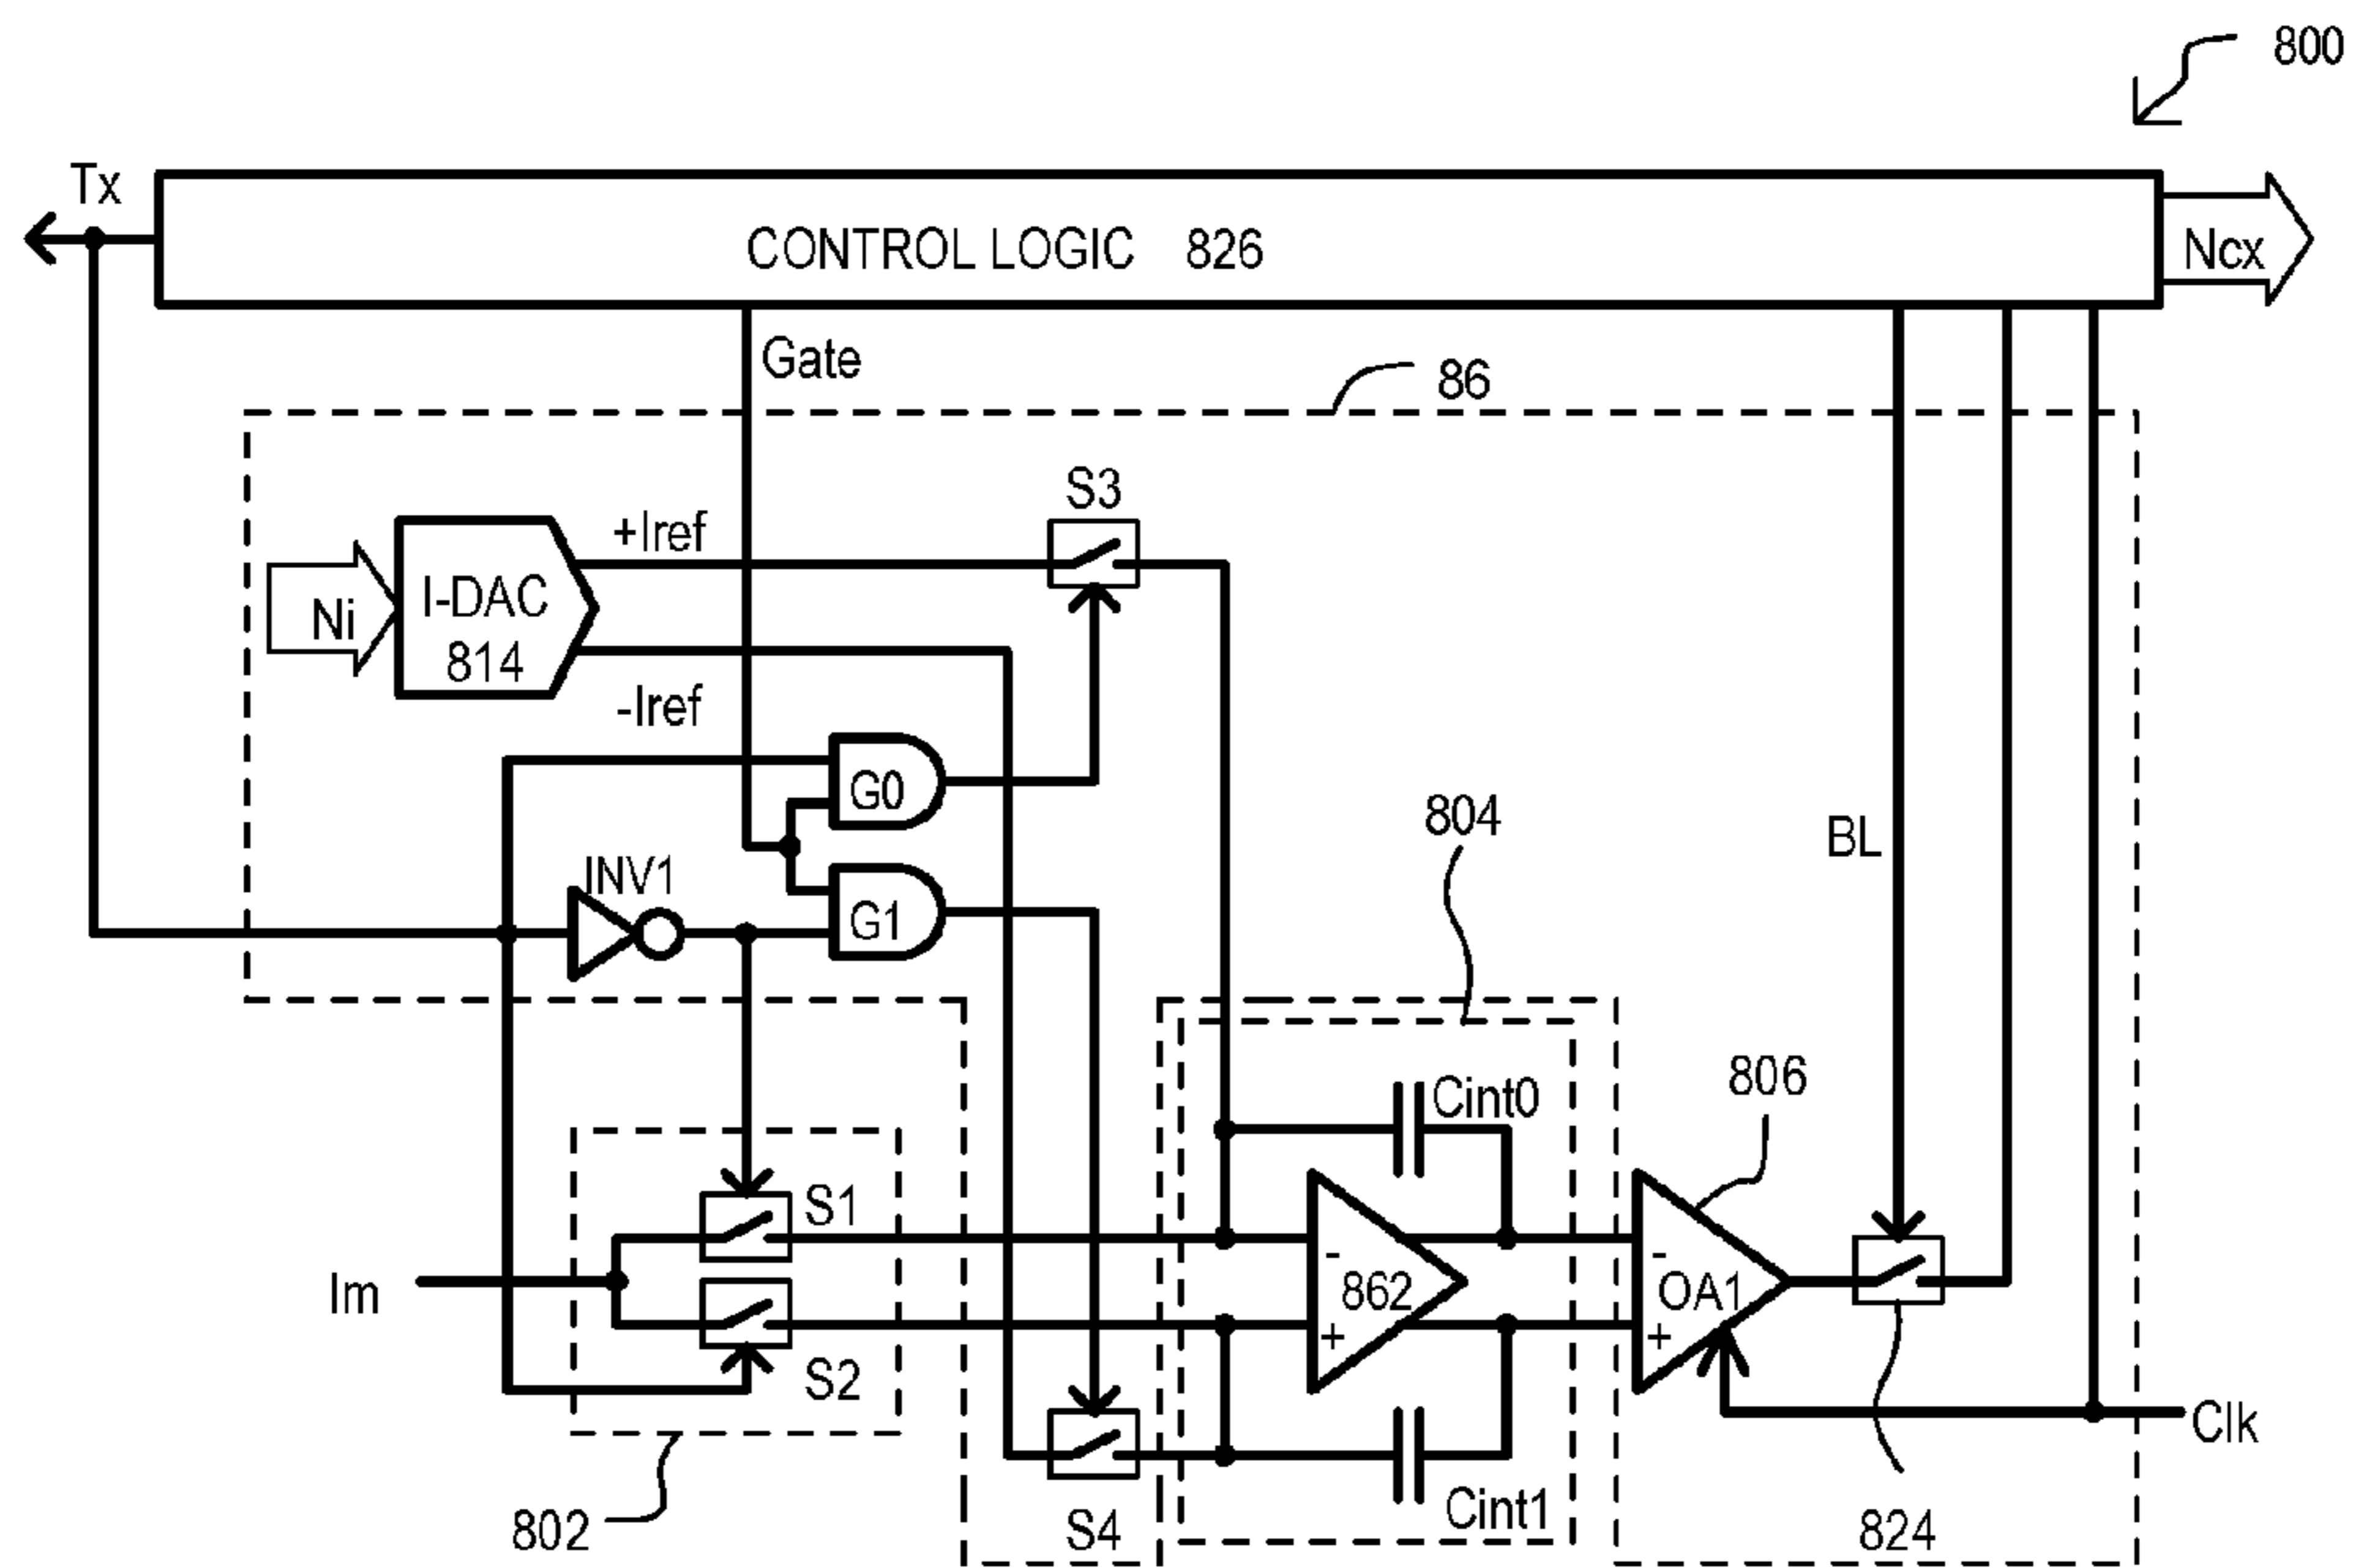 800
Tx
CONTROL LOGIC 826
Ncx
Gate
86
S3
+Iref
I-DAC
814
Ni
-Iref
G0
804
BL
INV1
G1
806
Cint0
S1
-
-
Im
862
OA1
+
+
S2
Clk
Cint1
802
S4
824